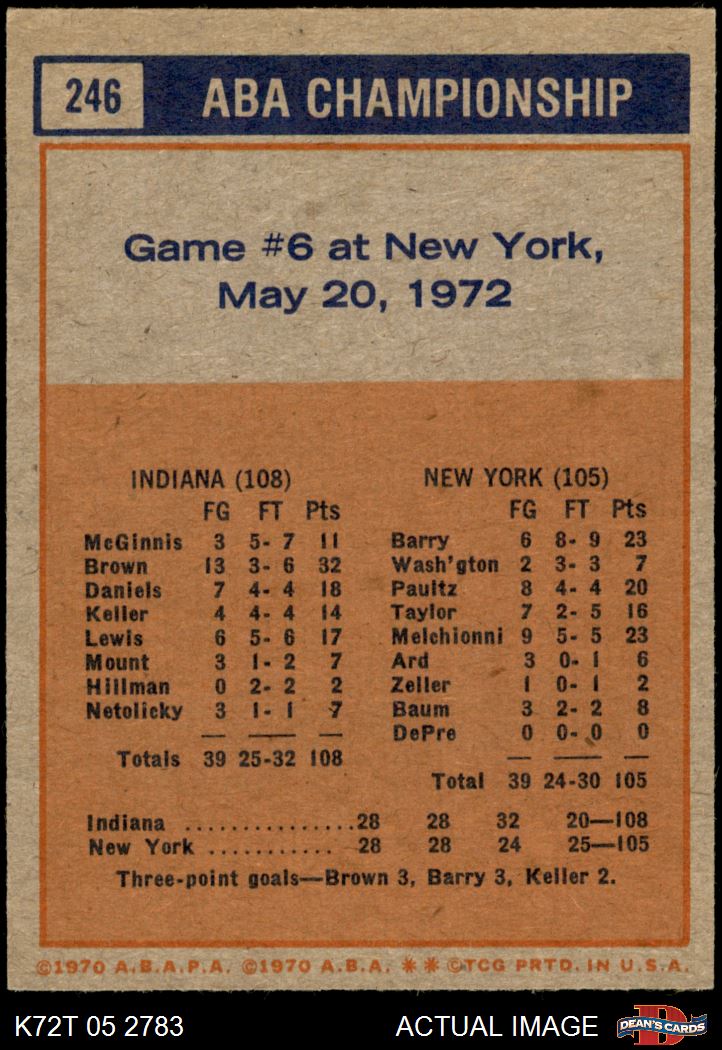 246 ABA CHAMPIONSHIP
Game #6 at New York,
May 20, 1972
INDIANA (108)
FG FT Pts
McGinnis 3 5- 7 11
Brown 13 3- 6 32
Daniels 7 4- 4 18
Keller 4 4- 4 14
Lewis 6 5- 6 17
Mount 3 1- 2 7
Hillman 0 2- 2 2
Netolicky 3 1- 1 7
Totals 39 25-32 108
NEW YORK (105)
FG FT Pts
Barry 6 8- 9 23
Wash'gton 2 3- 3 7
Paultz 8 4- 4 20
Taylor 7 2- 5 16
Melchionni 9 5- 5 23
Ard 3 0- 1 6
Zeller 1 0- 1 2
Baum 3 2- 2 8
DePre 0 0- 0 0
Total 39 24-30 105
Indiana ...............28 28 32 20—108
New York ........... 28 28 24 25—105
Three-point goals—Brown 3, Barry 3, Keller 2.
©1970 A.B.A.P.A. ©1970 A.B.A. ** ©TCG PRTD. IN U.S.A.
K72T 05 2783 ACTUAL IMAGE D DEAN'S CARDS